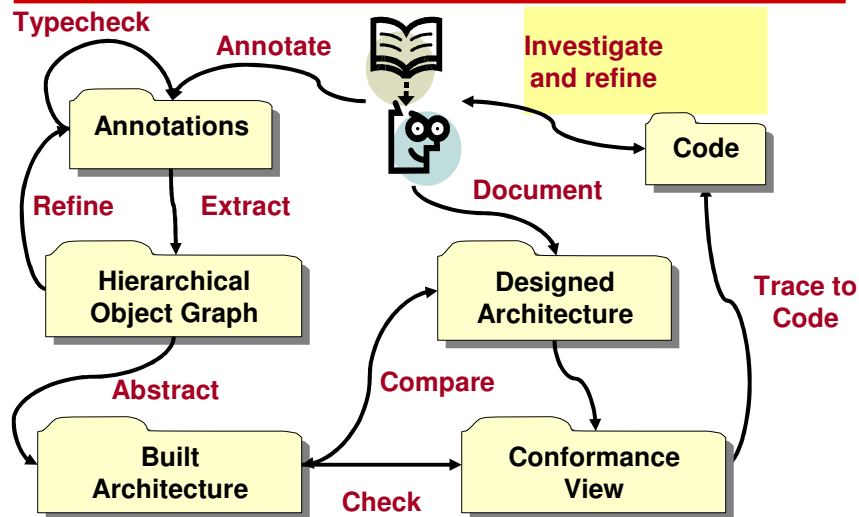 Typecheck
Annotate
Investigate
and refine
Annotations
Code
Refine
Extract
Document
Hierarchical
Object Graph
Designed
Architecture
Trace to
Code
Abstract
Compare
Built
Architecture
Conformance
View
Check